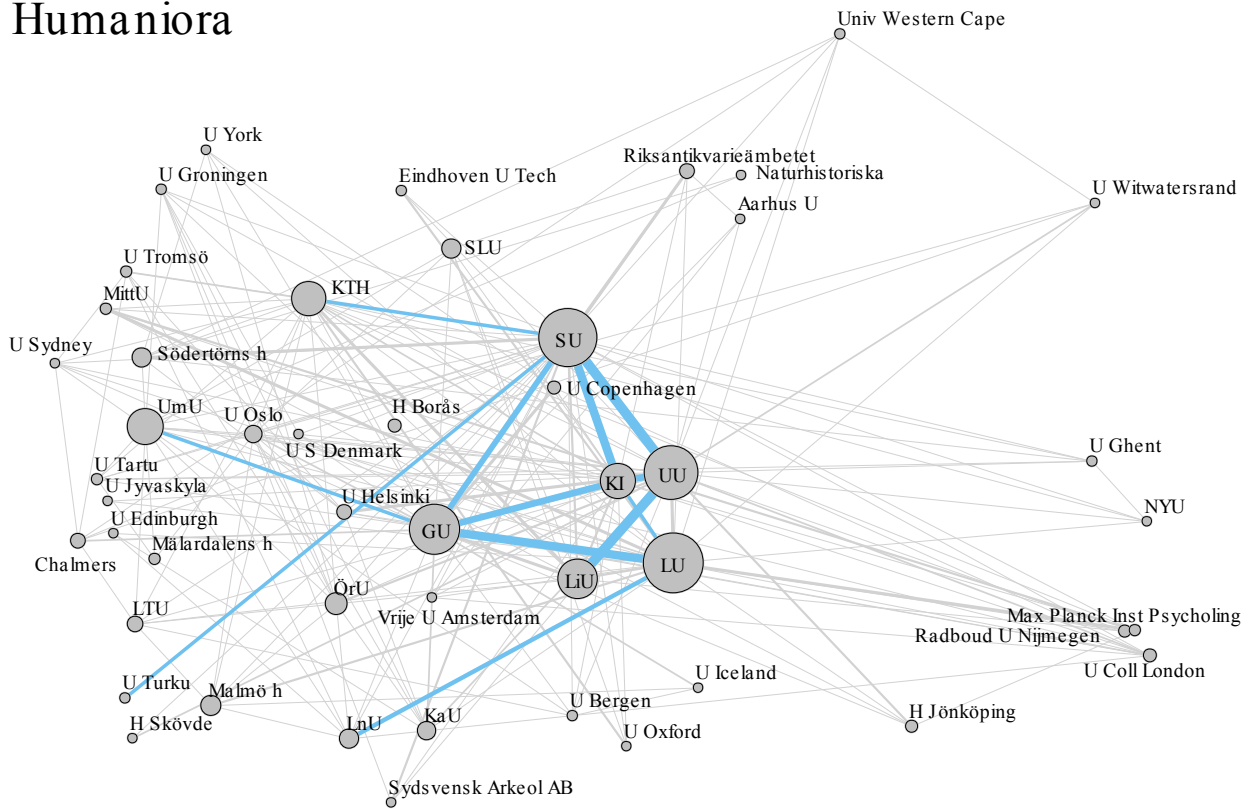 Humaniora
Univ Western Cape
U York
Riksantikvarieämbetet
U Groningen
Eindhoven U Tech
Naturhistoriska
U Witwatersrand
Aarhus U
SLU
U Tromsö
KTH
MittU
SU
U Sydney
Södertörns h
U Copenhagen
UmU
U Oslo
H Borås
U S Denmark
U Ghent
U Tartu
KI
UU
U Jyvaskyla
U Helsinki
NYU
U Edinburgh
GU
Mälardalens h
Chalmers
LU
LiU
ÖrU
LTU
Vrije U Amsterdam
Max Planck Inst Psycholing
Radboud U Nijmegen
U Coll London
U Iceland
U Turku
Malmö h
U Bergen
H Jönköping
H Skövde
LnU
KaU
U Oxford
Sydsvensk Arkeol AB